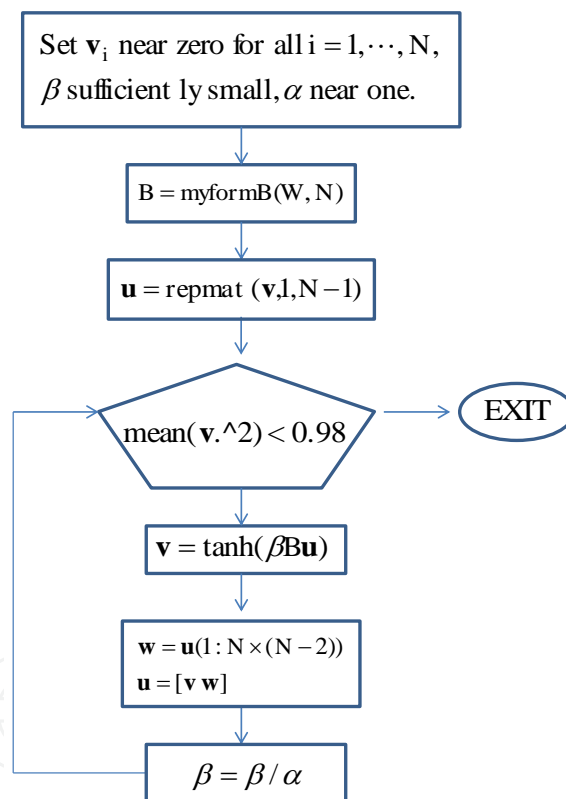 Set v_i near zero for all i = 1,⋯, N,
β sufficient ly small, α near one.
B = myformB(W, N)
u = repmat (v,1, N−1)
mean(v.^2) < 0.98
EXIT
v = tanh(βBu)
w = u(1: N×(N−2))
u = [v w]
β = β / α